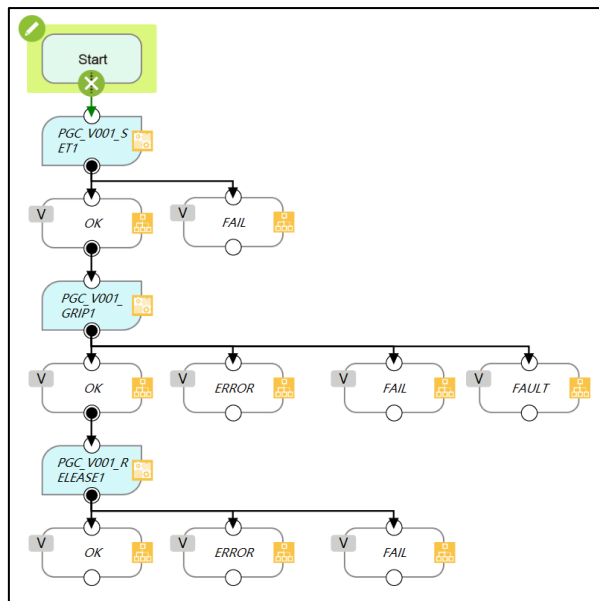 Start
PGC_V001_S
ET1
V
OK
V
FAIL
PGC_V001_
GRIP1
V
OK
V
ERROR
V
FAIL
V
FAULT
PGC_V001_R
ELEASE1
V
OK
V
ERROR
V
FAIL